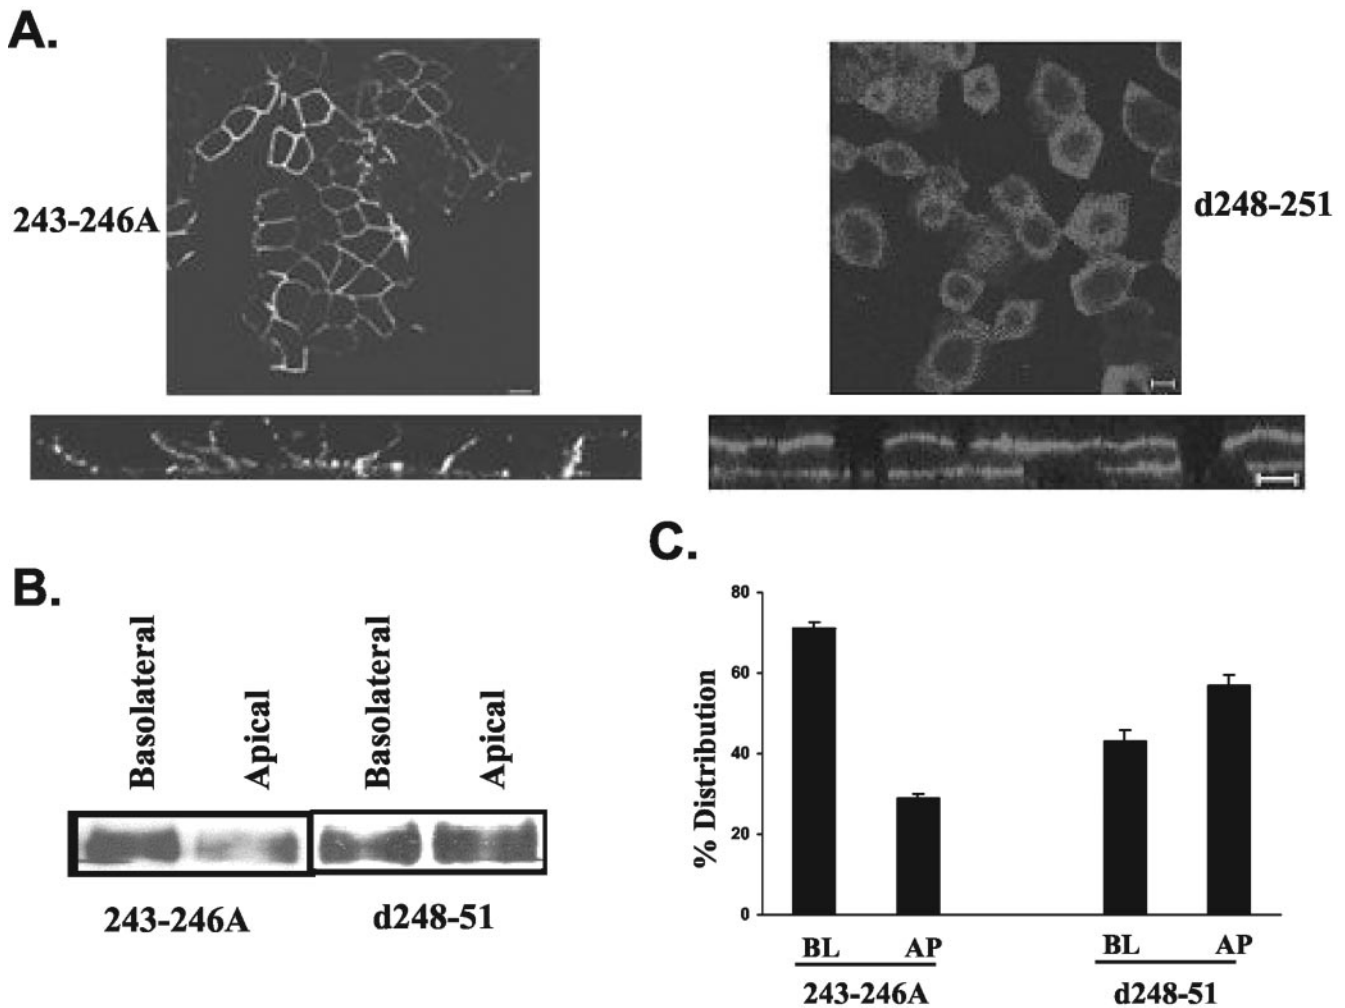 A.
243-246A
d248-251
B.
Basolateral
Apical
Basolateral
Apical
243-246A
d248-51
C.
% Distribution
80
60
40
20
0
BL AP BL AP
243-246A d248-51